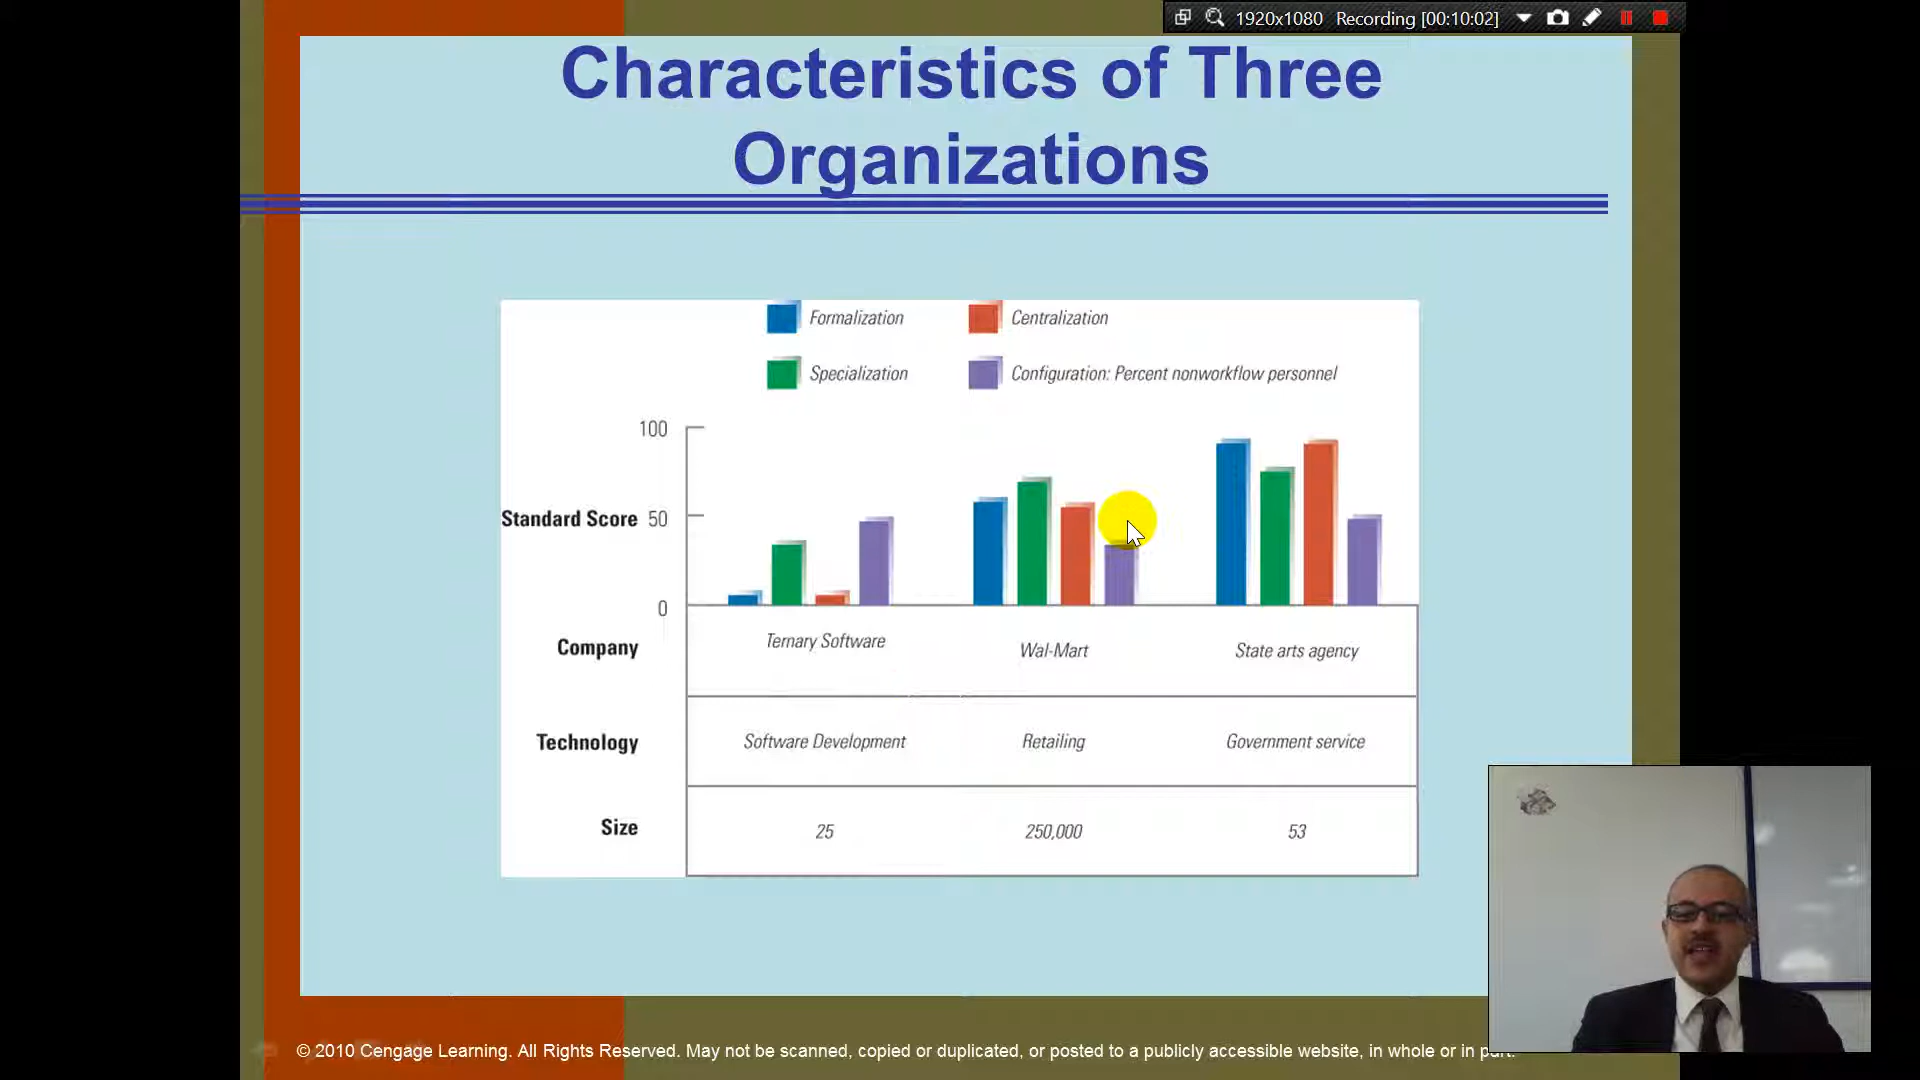 1920x1080 Recording [00:10:02]
Characteristics of Three
Organizations
Formalization
Centralization
Specialization
Configuration: Percent nonworkflow personnel
100
Standard Score 50
0
Company Ternary Software Wal-Mart State arts agency
Technology Software Development Retailing Government service
Size 25 250,000 53
© 2010 Cengage Learning. All Rights Reserved. May not be scanned, copied or duplicated, or posted to a publicly accessible website, in whole or in part.